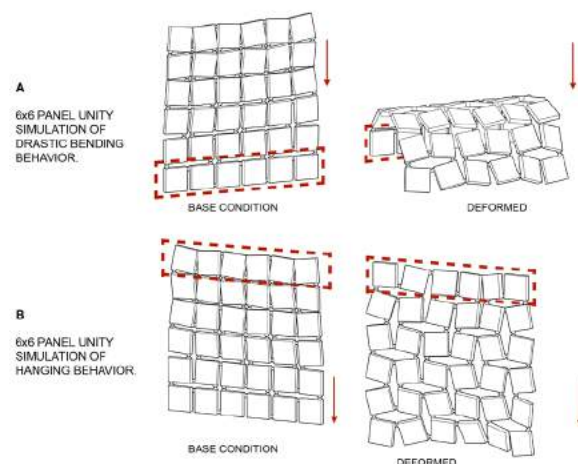 A
6x6 PANEL UNITY
SIMULATION OF
DRASTIC BENDING
BEHAVIOR.
BASE CONDITION
DEFORMED
B
6x6 PANEL UNITY
SIMULATION OF
HANGING BEHAVIOR.
BASE CONDITION
DEFORMED